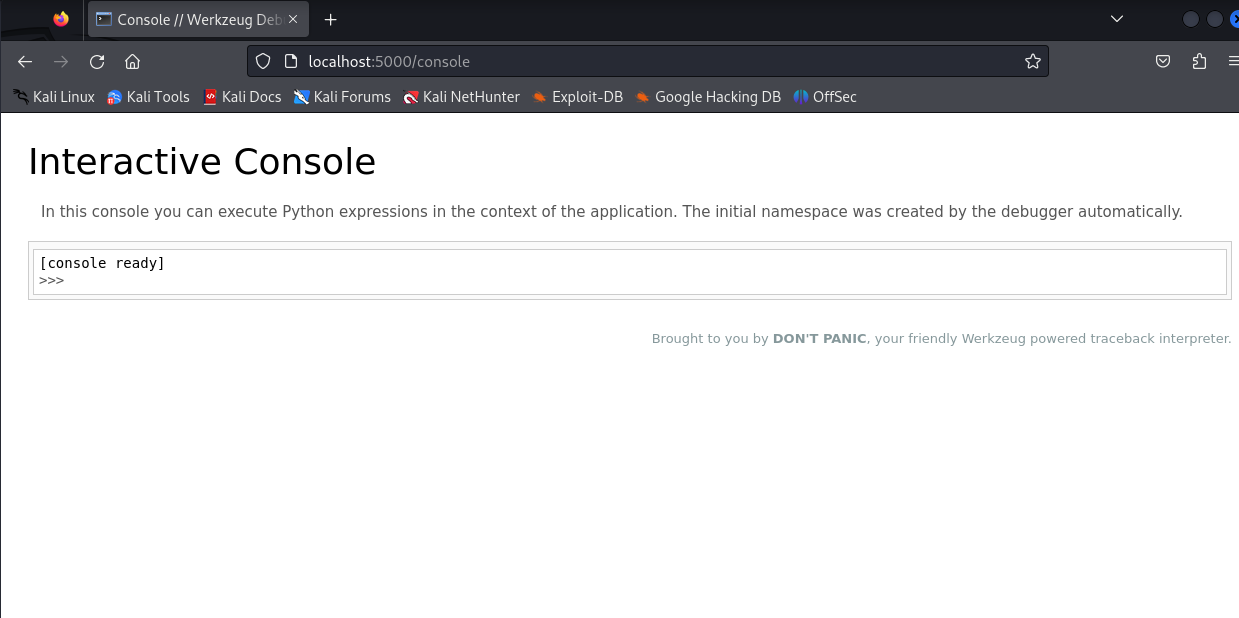 Console // Werkzeug Deb
localhost:5000/console
Kali Linux Kali Tools Kali Docs Kali Forums Kali NetHunter Exploit-DB Google Hacking DB OffSec
Interactive Console
In this console you can execute Python expressions in the context of the application. The initial namespace was created by the debugger automatically.
[console ready]
>>>
Brought to you by DON'T PANIC, your friendly Werkzeug powered traceback interpreter.